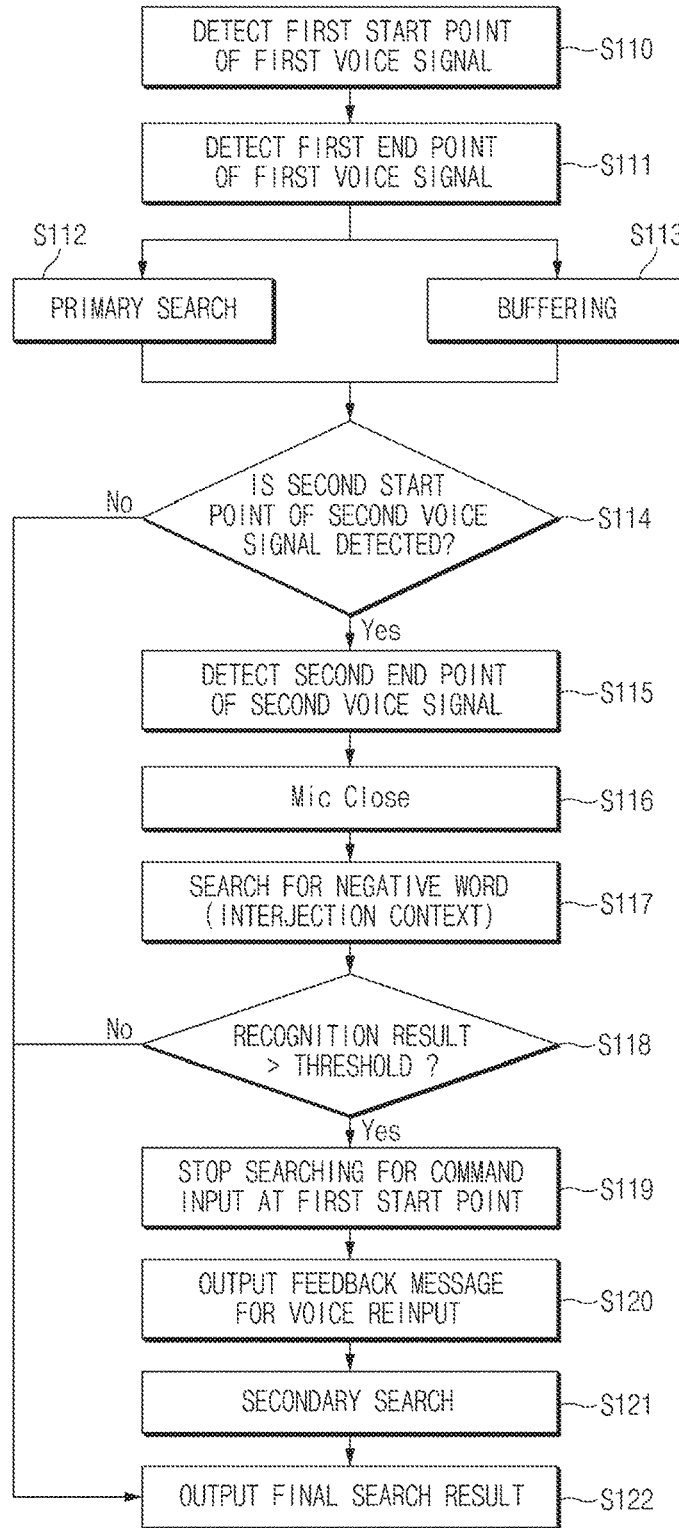 DETECT FIRST START POINT
OF FIRST VOICE SIGNAL
S110
DETECT FIRST END POINT
OF FIRST VOICE SIGNAL
S111
S112
S113
PRIMARY SEARCH
BUFFERING
IS SECOND START
POINT OF SECOND VOICE
SIGNAL DETECTED?
No
S114
Yes
DETECT SECOND END POINT
OF SECOND VOICE SIGNAL
S115
Mic Close
S116
SEARCH FOR NEGATIVE WORD
(INTERJECTION CONTEXT)
S117
No
RECOGNITION RESULT
> THRESHOLD ?
S118
Yes
STOP SEARCHING FOR COMMAND
INPUT AT FIRST START POINT
S119
OUTPUT FEEDBACK MESSAGE
FOR VOICE REINPUT
S120
SECONDARY SEARCH
S121
OUTPUT FINAL SEARCH RESULT
S122